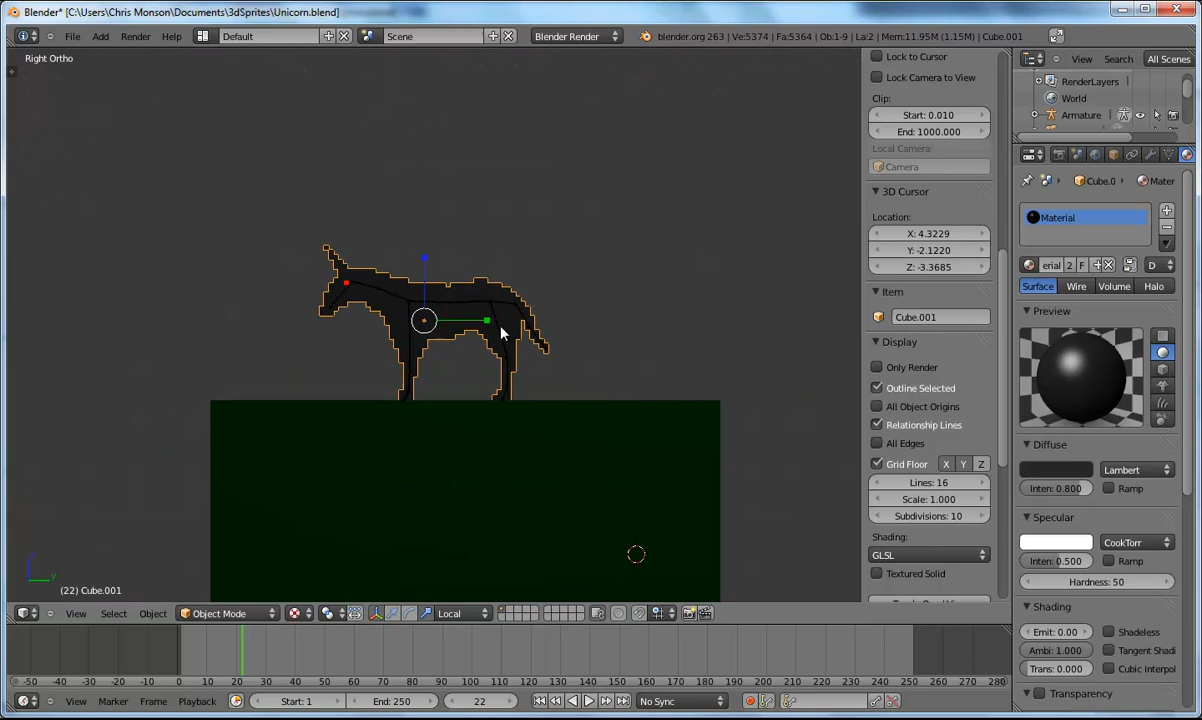 Blender* [C:\Users\Chris Monson\Documents\3dSprites\Unicorn.blend]
File Add Render Help Default Scene Blender Render blender.org 263 | Ve:5374 | Fa:5364 | Ob:1-9 | La:2 | Mem:11.95M (1.15M) | Cube.001
Right Ortho
Lock to Cursor
Lock Camera to View
Clip:
Start: 0.010
End: 1000.000
Local Camera:
Camera
3D Cursor
Location:
X: 4.3229
Y: -2.1220
Z: -3.3685
Item
Cube.001
Display
Only Render
Outline Selected
All Object Origins
Relationship Lines
All Edges
Grid Floor X Y Z
Lines: 16
Scale: 1.000
Subdivisions: 10
Shading:
GLSL
Textured Solid
View Search All Scenes
RenderLayers
World
Armature
Cube.0 Mater
Material
erial 2 F D
Surface Wire Volume Halo
Preview
Diffuse
Lambert
Inten: 0.800 Ramp
Specular
CookTorr
Inten: 0.500 Ramp
Hardness: 50
Shading
Emit: 0.00 Shadeless
Ambi: 1.000 Tangent Shadi
Trans: 0.000 Cubic Interpol
Transparency
z
y
(22) Cube.001
View Select Object Object Mode Local
-50 -40 -30 -20 -10 0 10 20 30 40 50 60 70 80 90 100 110 120 130 140 150 160 170 180 190 200 210 220 230 240 250 260 270 280
View Marker Frame Playback Start: 1 End: 250 22 No Sync